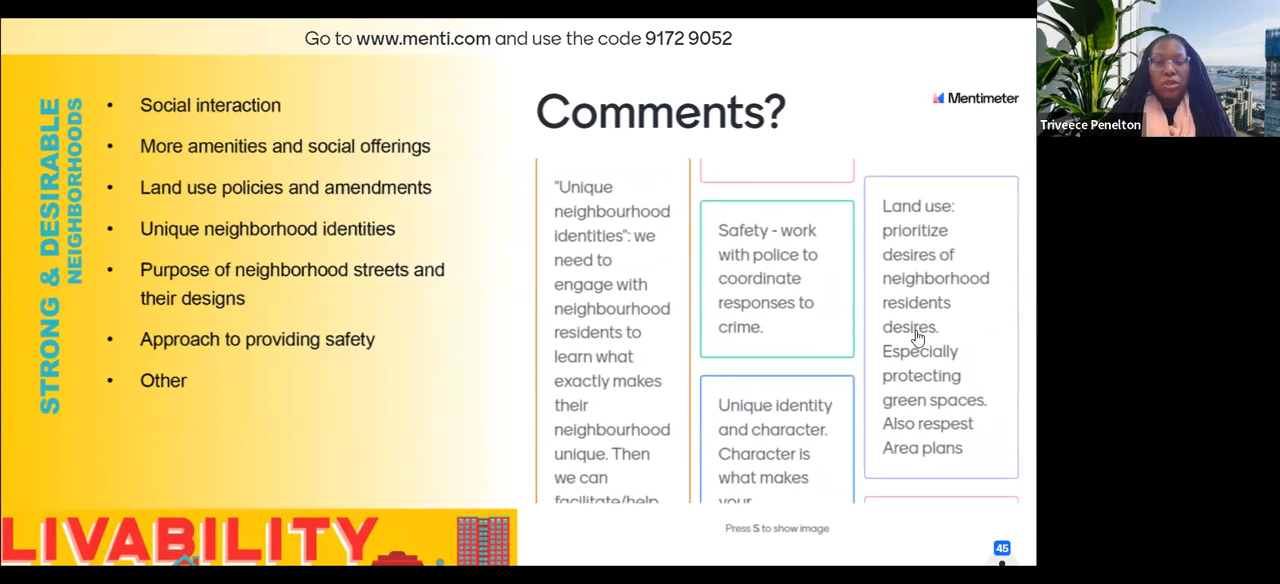 Go to www.menti.com and use the code 9172 9052
STRONG & DESIRABLE
NEIGHBORHOODS
• Social interaction
• More amenities and social offerings
• Land use policies and amendments
• Unique neighborhood identities
• Purpose of neighborhood streets and
their designs
• Approach to providing safety
• Other
LIVABILITY
Comments?
Mentimeter
"Unique
neighbourhood
identities": we
need to
engage with
neighbourhood
residents to
learn what
exactly makes
their
neighbourhood
unique. Then
we can
facilitate/help
Safety - work
with police to
coordinate
responses to
crime.
Unique identity
and character.
Character is
what makes
your
Land use:
prioritize
desires of
neighborhood
residents
desires.
Especially
protecting
green spaces.
Also respest
Area plans
Press S to show image
45
Triveece Penelton